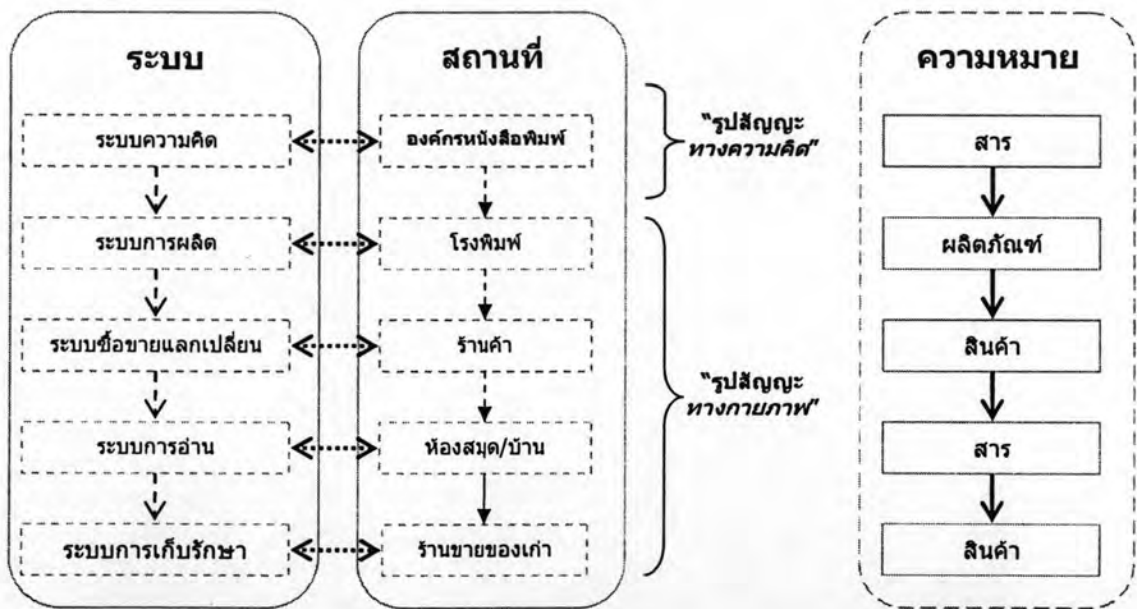 ระบบ
ระบบความคิด
ระบบการผลิต
ระบบซื้อขายแลกเปลี่ยน
ระบบการอ่าน
ระบบการเก็บรักษา
สถานที่
องค์กรหนังสือพิมพ์
โรงพิมพ์
ร้านค้า
ห้องสมุด/บ้าน
ร้านขายของเก่า
"รูปสัญญะ
ทางความคิด"
"รูปสัญญะ
ทางกายภาพ"
ความหมาย
สาร
ผลิตภัณฑ์
สินค้า
สาร
สินค้า